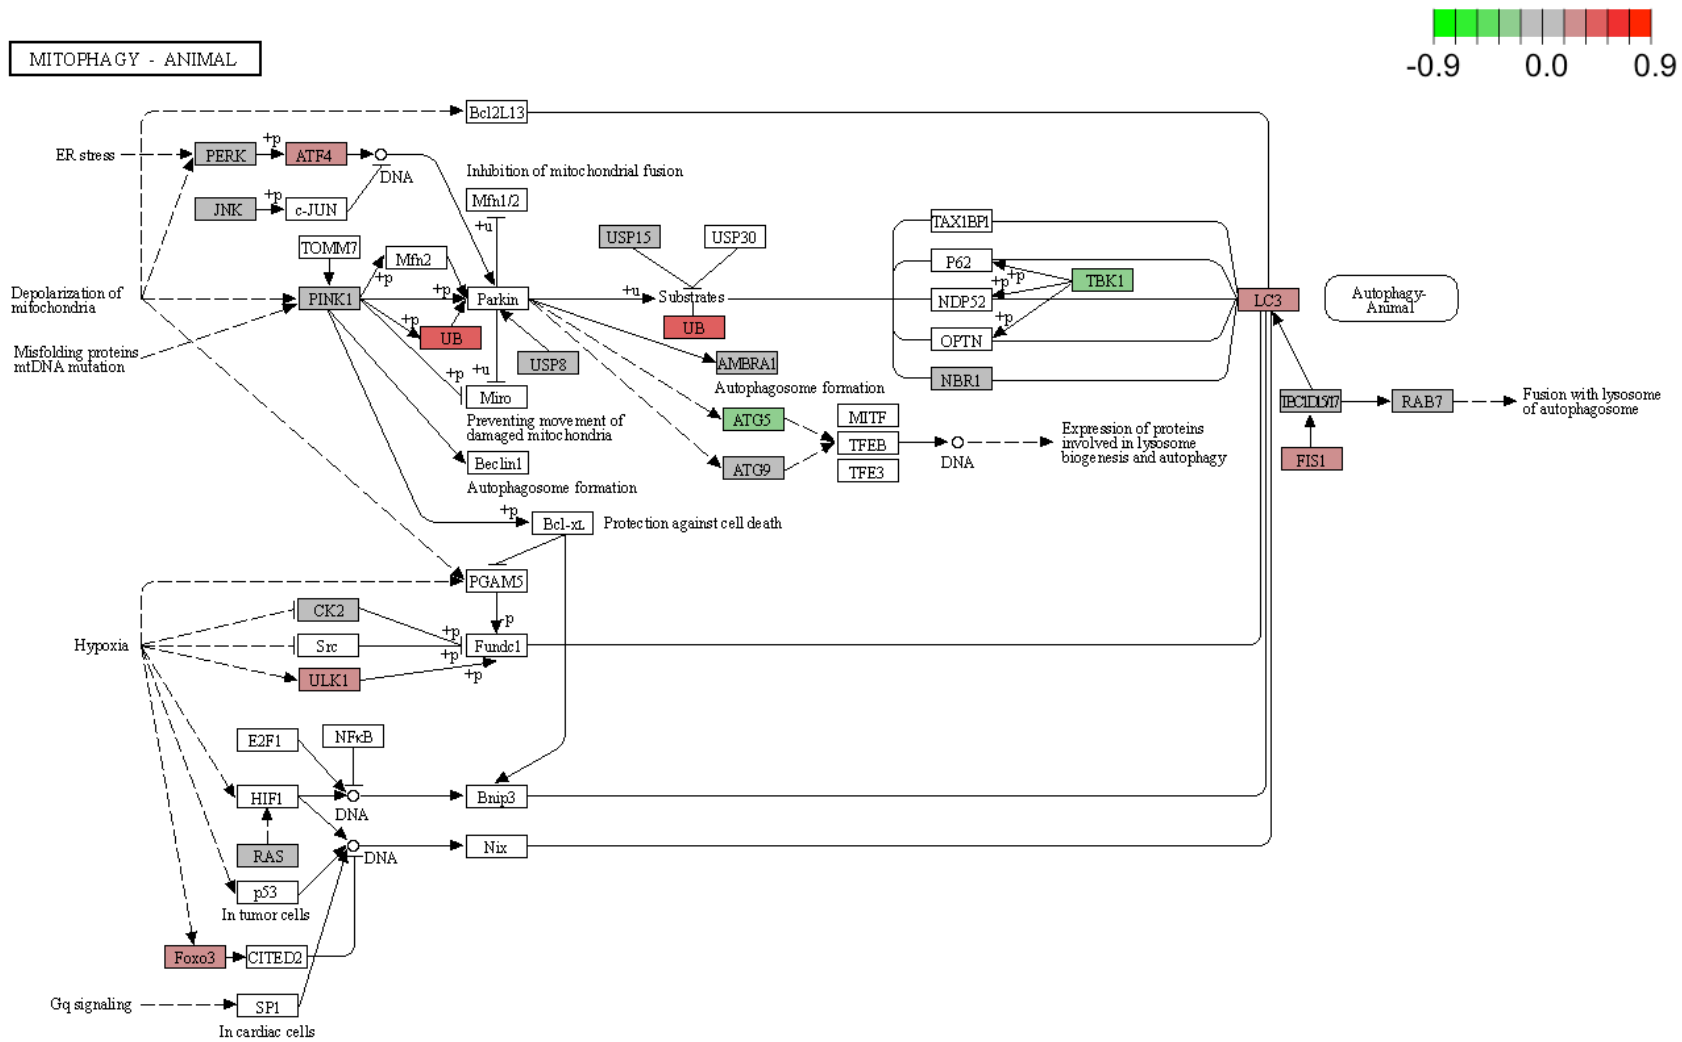 -0.9 0.0 0.9
MITOPHAGY - ANIMAL
Bcl2L13
ER stress
PERK
+p
ATF4
DNA
Inhibition of mitochondrial fusion
JNK
+p
c-JUN
Mfn1/2
+u
TOMM7
Mfn2
+p
USP15
USP30
TAX1BP1
P62
+p
+p
TBK1
Depolarization of
mitochondria
PINK1
+p
Parkin
+u
Substrates
NDP52
LC3
Autophagy-
Animal
+p
UB
UB
+p
OPTN
Misfolding proteins
mtDNA mutation
USP8
AMBRA1
Autophagosome formation
NBR1
+p
+u
Miro
Preventing movement of
damaged mitochondria
ATG5
MITF
TFEB
TFE3
DNA
Expression of proteins
involved in lysosome
biogenesis and autophagy
TBC1D15/17
RAB7
Fusion with lysosome
of autophagosome
FIS1
Beclin1
Autophagosome formation
ATG9
+p
Bcl-xL
Protection against cell death
PGAM5
-p
CK2
+p
Hypoxia
Src
+p
Fundc1
ULK1
+p
E2F1
NFκB
HIF1
DNA
Bnip3
RAS
DNA
Nix
p53
In tumor cells
Foxo3
CITED2
Gq signaling
SP1
In cardiac cells